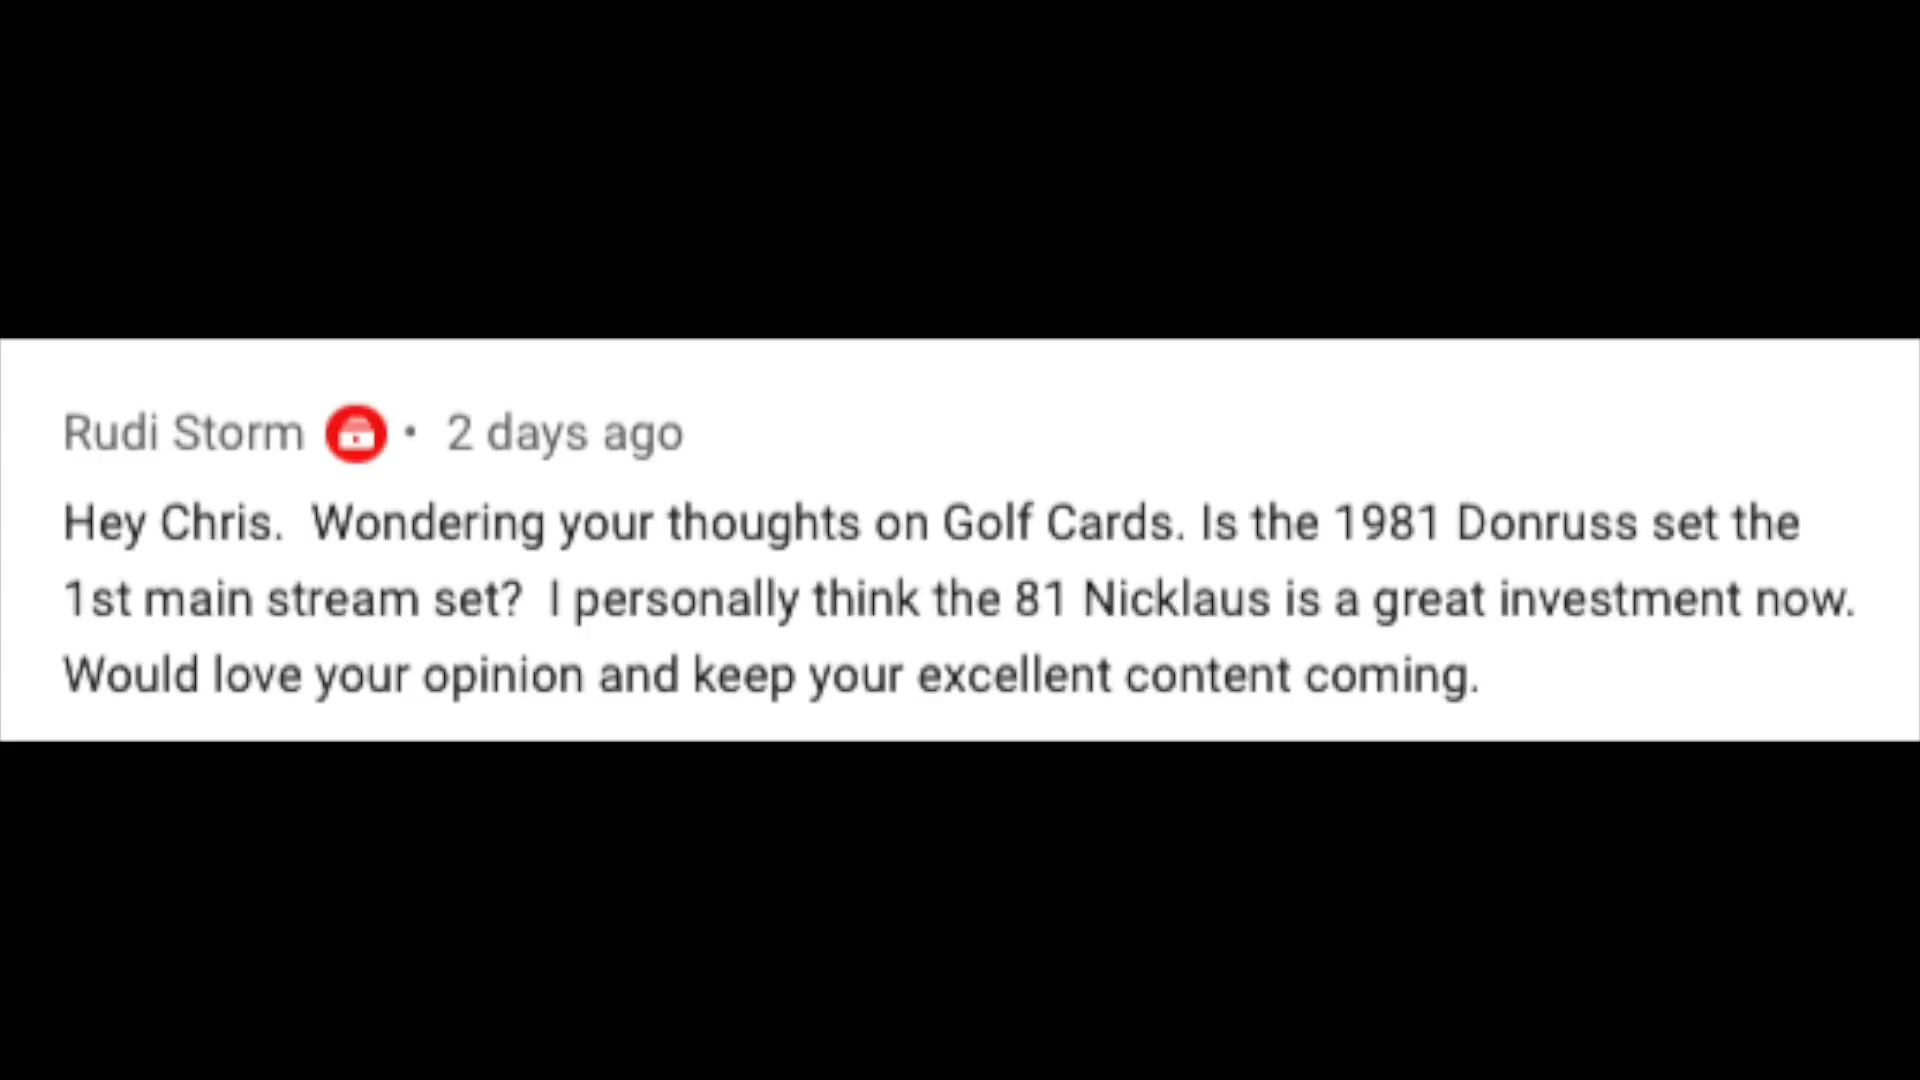 Rudi Storm • 2 days ago
Hey Chris.  Wondering your thoughts on Golf Cards. Is the 1981 Donruss set the
1st main stream set?  I personally think the 81 Nicklaus is a great investment now.
Would love your opinion and keep your excellent content coming.